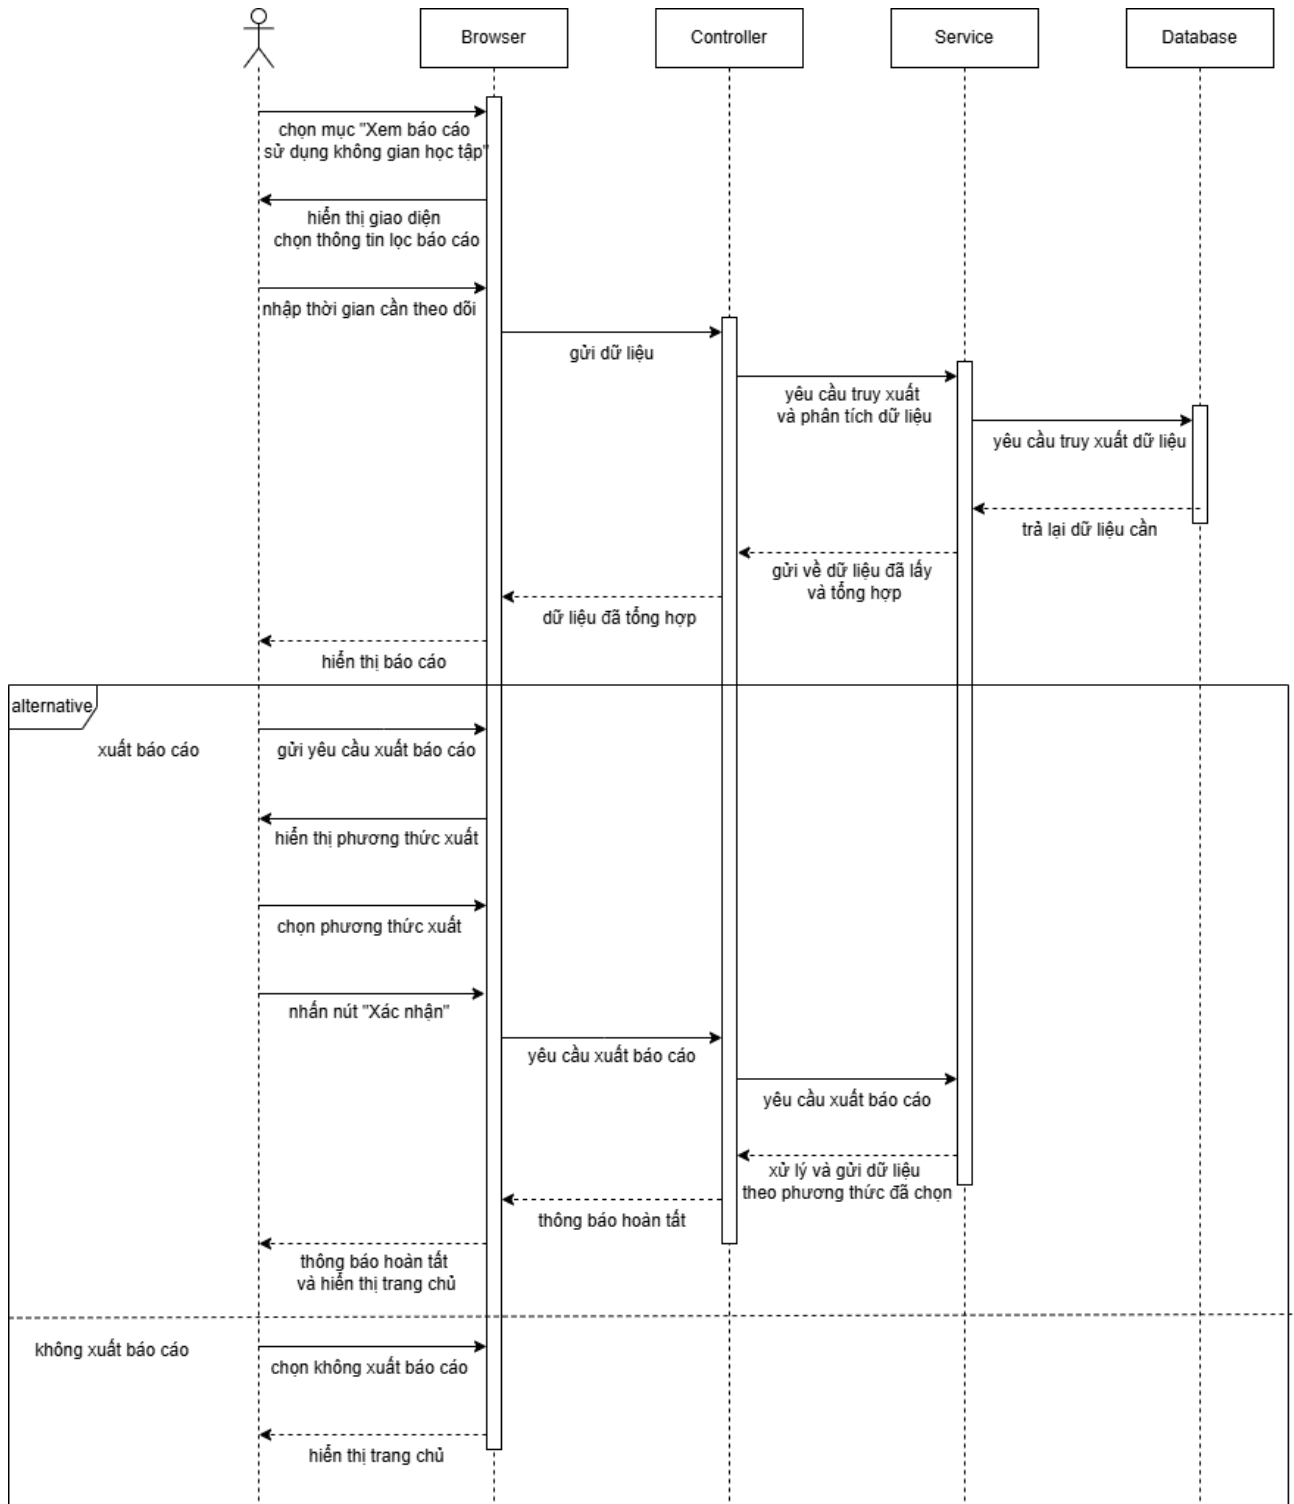 Browser
Controller
Service
Database
chọn mục "Xem báo cáo
sử dụng không gian học tập"
hiển thị giao diện
chọn thông tin lọc báo cáo
nhập thời gian cần theo dõi
gửi dữ liệu
yêu cầu truy xuất
và phân tích dữ liệu
yêu cầu truy xuất dữ liệu
trả lại dữ liệu cần
gửi về dữ liệu đã lấy
và tổng hợp
dữ liệu đã tổng hợp
hiển thị báo cáo
alternative
xuất báo cáo
gửi yêu cầu xuất báo cáo
hiển thị phương thức xuất
chọn phương thức xuất
nhấn nút "Xác nhận"
yêu cầu xuất báo cáo
yêu cầu xuất báo cáo
xử lý và gửi dữ liệu
theo phương thức đã chọn
thông báo hoàn tất
thông báo hoàn tất
và hiển thị trang chủ
không xuất báo cáo
chọn không xuất báo cáo
hiển thị trang chủ